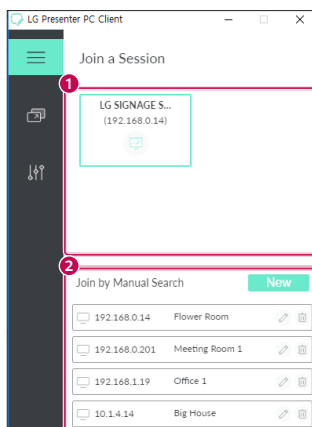 LG Presenter PC Client
Join a Session
1
LG SIGNAGE S...
(192.168.0.14)
2
Join by Manual Search New
192.168.0.14 Flower Room
192.168.0.201 Meeting Room 1
192.168.1.19 Office 1
10.1.4.14 Big House